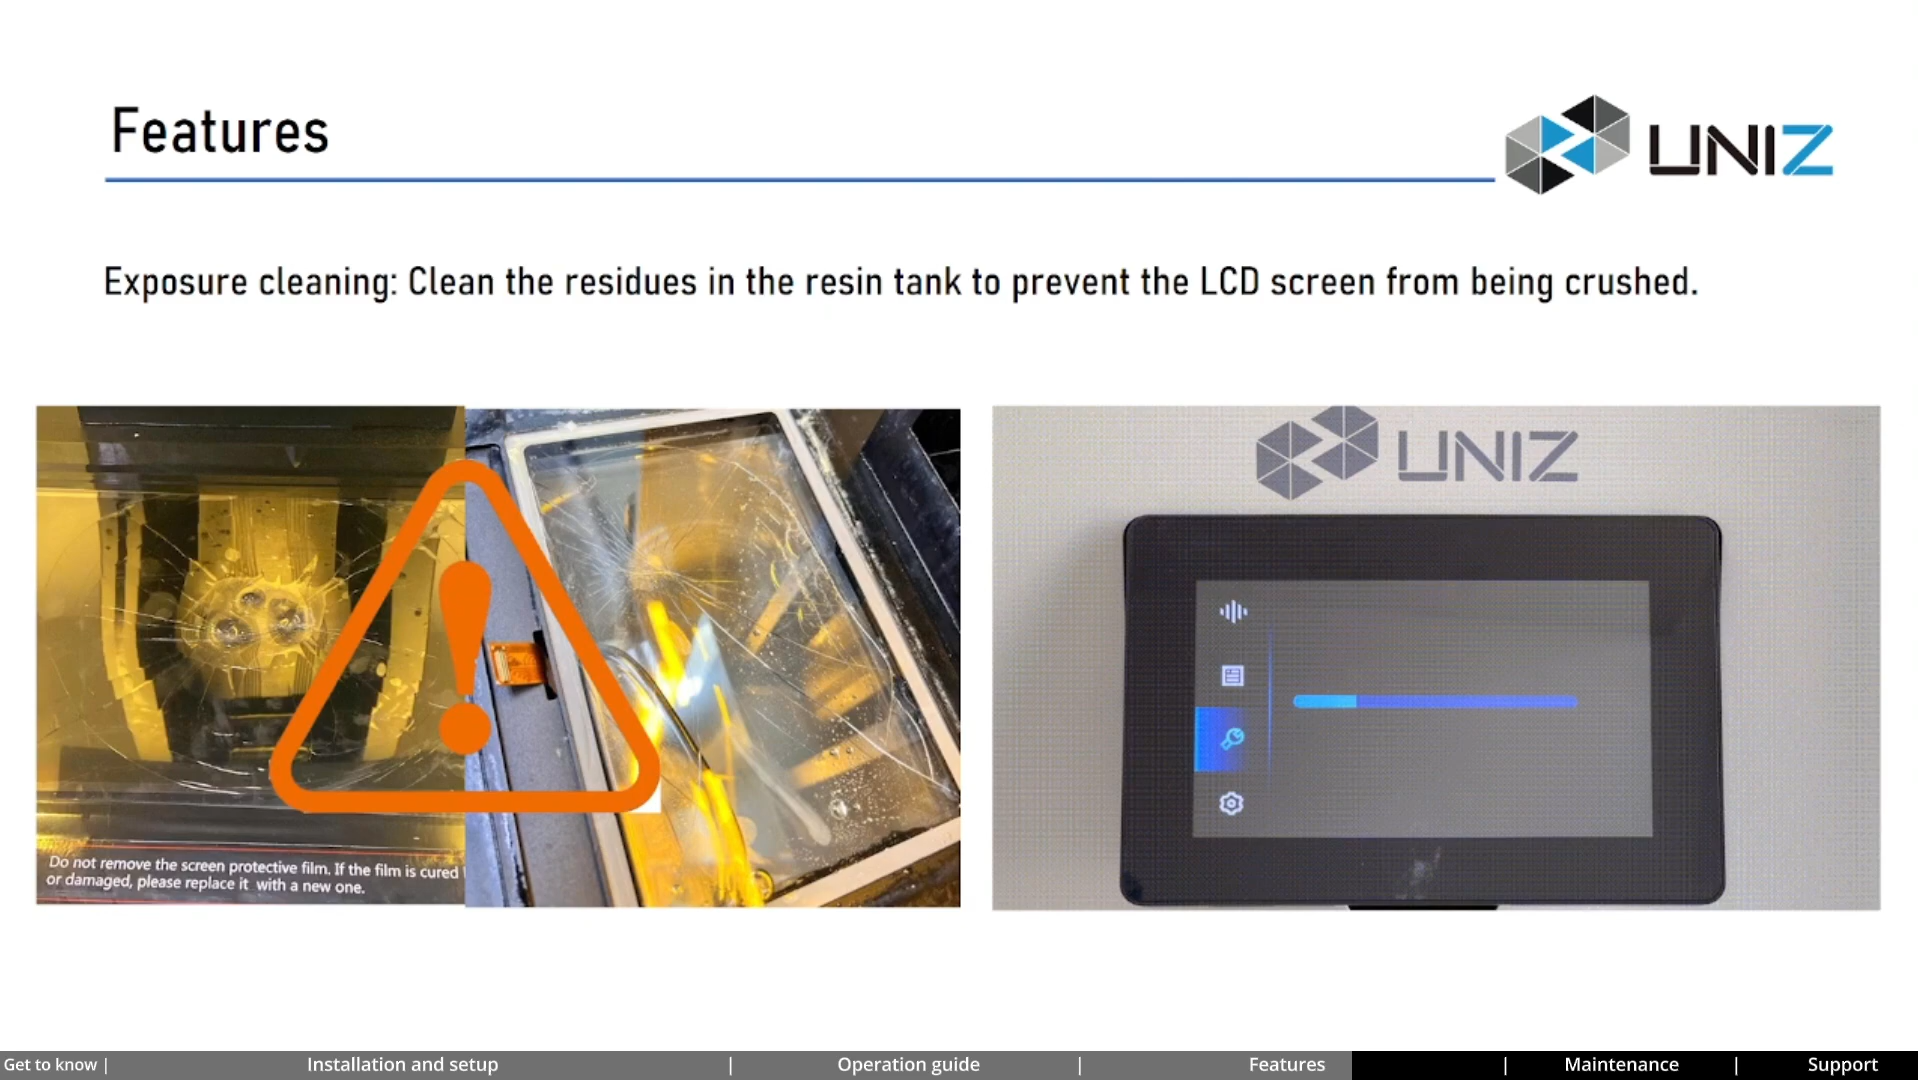 Features
UNIZ
Exposure cleaning: Clean the residues in the resin tank to prevent the LCD screen from being crushed.
UNIZ
Do not remove the screen protective film. If the film is cured
or damaged, please replace it with a new one.
Get to know | Installation and setup | Operation guide | Features | Maintenance | Support